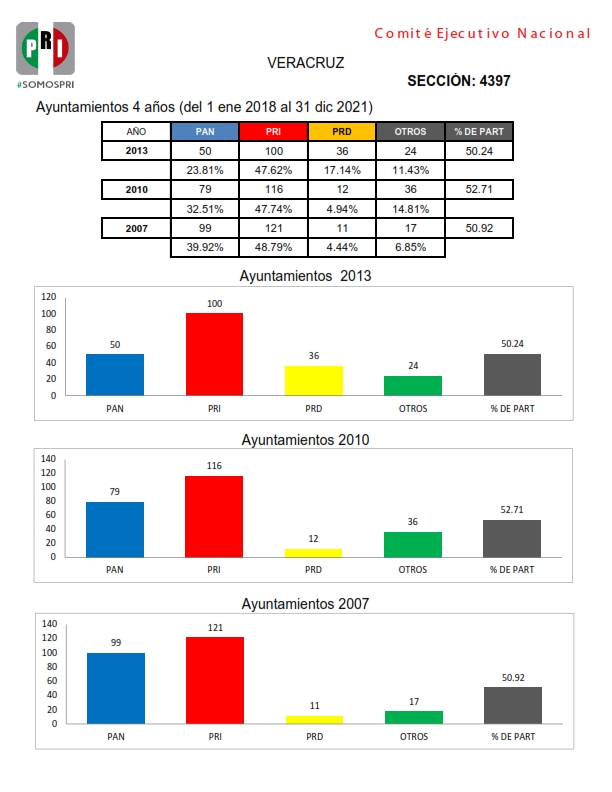 Comité Ejecutivo Nacional
PRI
#SOMOSPRI
VERACRUZ
SECCIÓN: 4397
Ayuntamientos 4 años (del 1 ene 2018 al 31 dic 2021)
AÑO PAN PRI PRD OTROS % DE PART
2013 50 100 36 24 50.24
23.81% 47.62% 17.14% 11.43%
2010 79 116 12 36 52.71
32.51% 47.74% 4.94% 14.81%
2007 99 121 11 17 50.92
39.92% 48.79% 4.44% 6.85%
Ayuntamientos 2013
120
100
80
60
40
20
0
50 100 36 24 50.24
PAN PRI PRD OTROS % DE PART
Ayuntamientos 2010
140
120
100
80
60
40
20
0
79 116 12 36 52.71
PAN PRI PRD OTROS % DE PART
Ayuntamientos 2007
140
120
100
80
60
40
20
0
99 121 11 17 50.92
PAN PRI PRD OTROS % DE PART